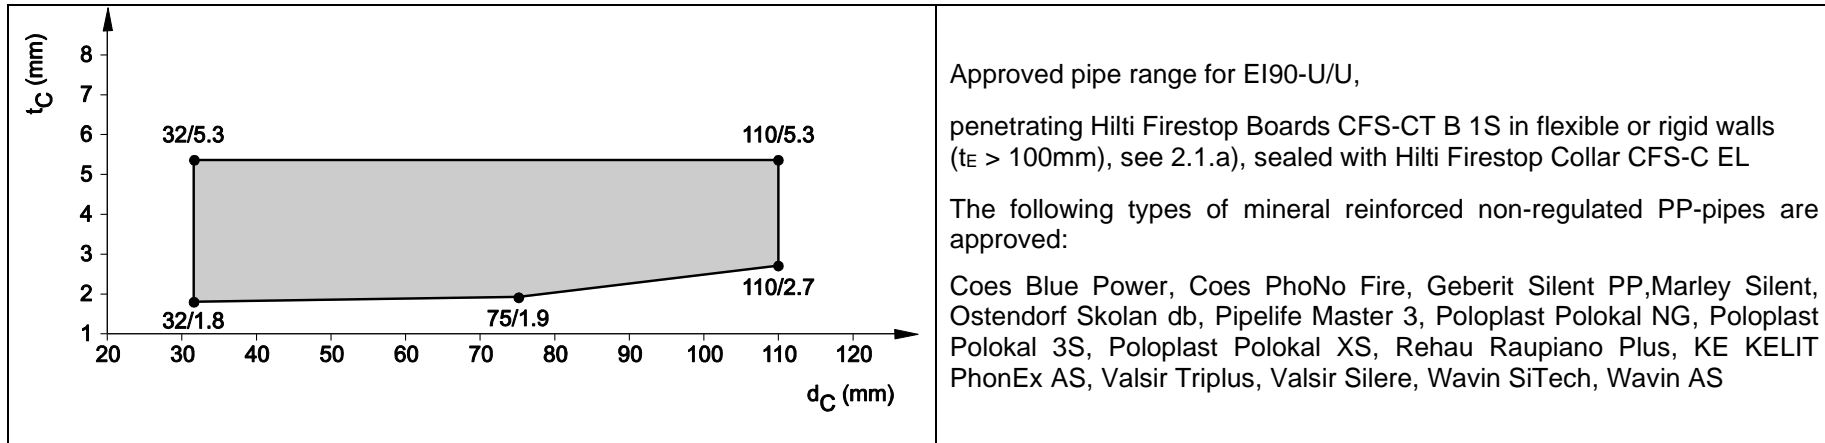 tC (mm)
8
7
6
5
4
3
2
1
32/5.3
110/5.3
32/1.8
75/1.9
110/2.7
20 30 40 50 60 70 80 90 100 110 120
dC (mm)
Approved pipe range for EI90-U/U,
penetrating Hilti Firestop Boards CFS-CT B 1S in flexible or rigid walls
(tE > 100mm), see 2.1.a), sealed with Hilti Firestop Collar CFS-C EL
The following types of mineral reinforced non-regulated PP-pipes are
approved:
Coes Blue Power, Coes PhoNo Fire, Geberit Silent PP,Marley Silent,
Ostendorf Skolan db, Pipelife Master 3, Poloplast Polokal NG, Poloplast
Polokal 3S, Poloplast Polokal XS, Rehau Raupiano Plus, KE KELIT
PhonEx AS, Valsir Triplus, Valsir Silere, Wavin SiTech, Wavin AS